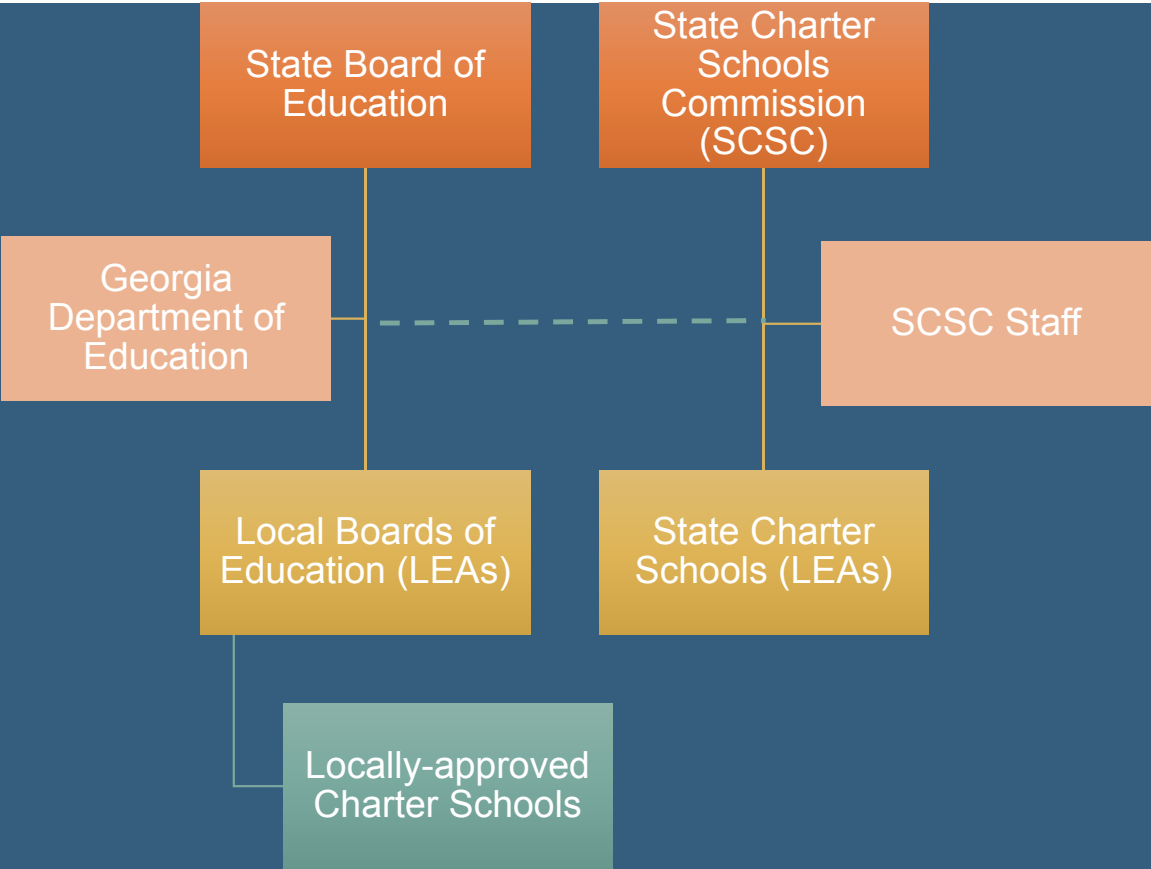 State Board of
Education
State Charter
Schools
Commission
(SCSC)
Georgia
Department of
Education
SCSC Staff
Local Boards of
Education (LEAs)
State Charter
Schools (LEAs)
Locally-approved
Charter Schools